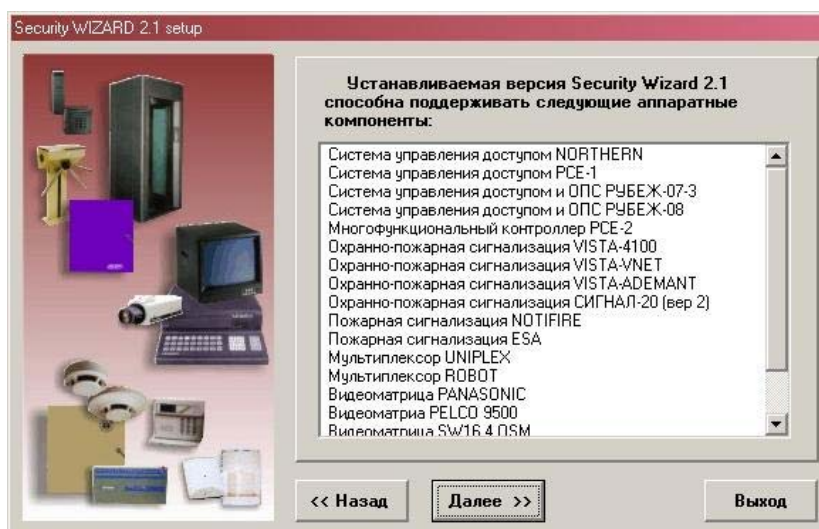 Security WIZARD 2.1 setup
Устанавливаемая версия Security Wizard 2.1
способна поддерживать следующие аппаратные
компоненты:
Система управления доступом NORTHERN
Система управления доступом PCE-1
Система управления доступом и ОПС РУБЕЖ-07-3
Система управления доступом и ОПС РУБЕЖ-08
Многофункциональный контроллер PCE-2
Охранно-пожарная сигнализация VISTA-4100
Охранно-пожарная сигнализация VISTA-VNET
Охранно-пожарная сигнализация VISTA-ADEMANT
Охранно-пожарная сигнализация СИГНАЛ-20 (вер 2)
Пожарная сигнализация NOTIFIRE
Пожарная сигнализация ESA
Мультиплексор UNIPLEX
Мультиплексор ROBOT
Видеоматрица PANASONIC
Видеоматриа PELCO 9500
Видеоматрица SW16.4 QSM
<< Назад
Далее >>
Выход